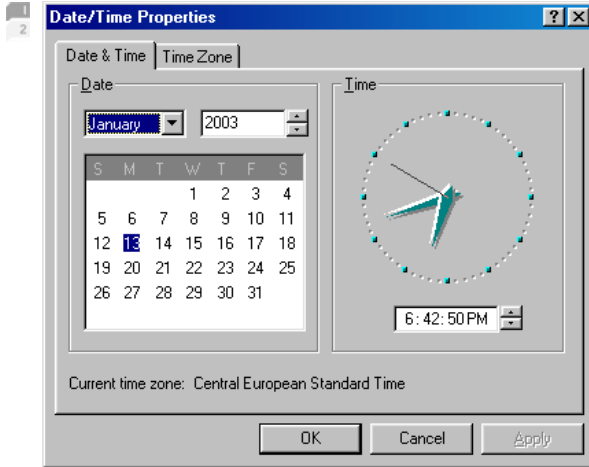 1
2
Date/Time Properties
Date & Time Time Zone
Date
January 2003
S M T W T F S
1 2 3 4
5 6 7 8 9 10 11
12 13 14 15 16 17 18
19 20 21 22 23 24 25
26 27 28 29 30 31
Time
6:42:50 PM
Current time zone: Central European Standard Time
OK Cancel Apply